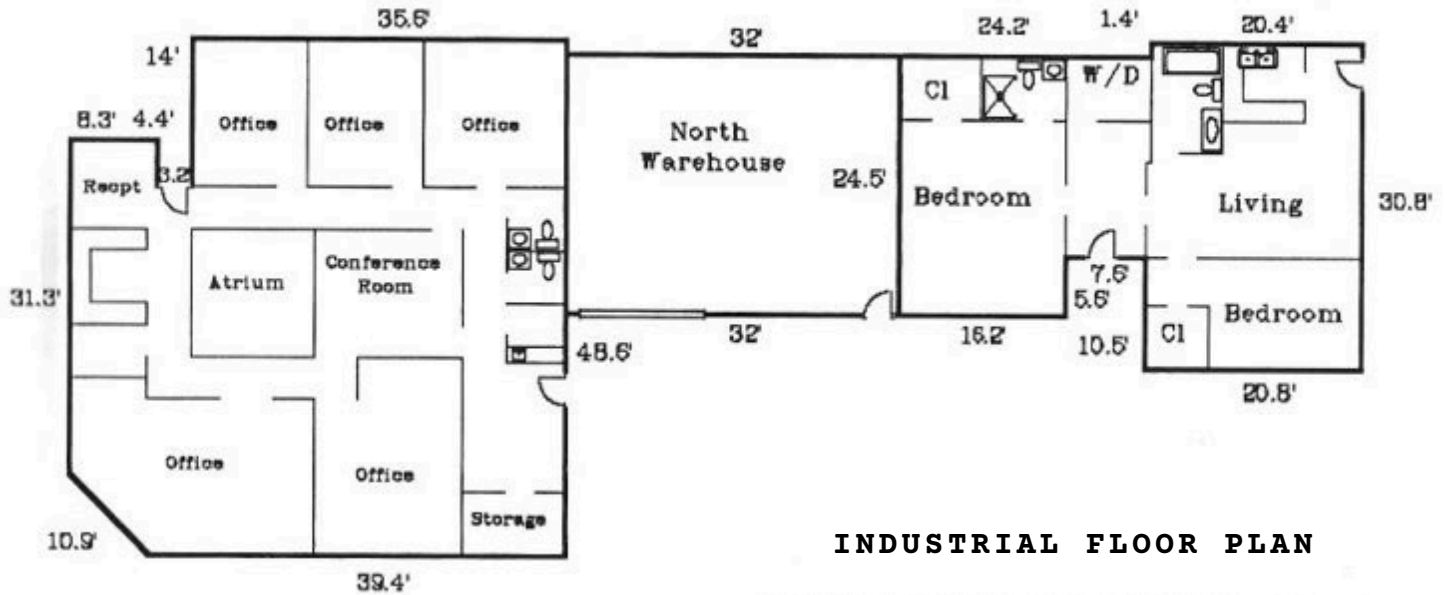 35.6'
32'
24.2'
1.4'
20.4'
14'
W/D
Cl
8.3'
4.4'
Office
Office
Office
North
Warehouse
3.2'
Recpt
24.5'
Bedroom
Living
30.8'
Conference
Room
Atrium
7.6'
31.3'
5.6'
Bedroom
Cl
32'
16.2'
10.5'
48.6'
20.8'
Office
Office
Storage
10.9'
INDUSTRIAL FLOOR PLAN
39.4'